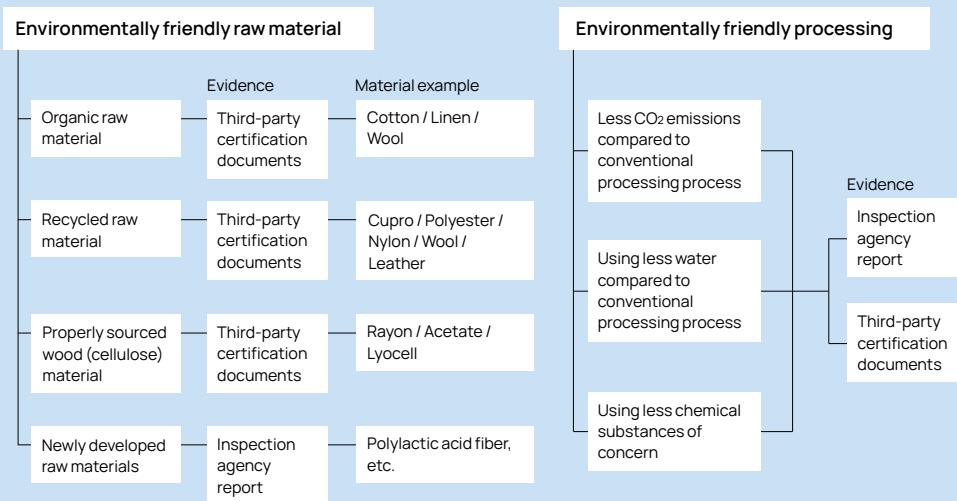 Environmentally friendly raw material
Evidence
Material example
Organic raw
material
Third-party
certification
documents
Cotton / Linen /
Wool
Recycled raw
material
Third-party
certification
documents
Cupro / Polyester /
Nylon / Wool /
Leather
Properly sourced
wood (cellulose)
material
Third-party
certification
documents
Rayon / Acetate /
Lyocell
Newly developed
raw materials
Inspection
agency
report
Polylactic acid fiber,
etc.
Environmentally friendly processing
Less CO₂ emissions
compared to
conventional
processing process
Using less water
compared to
conventional
processing process
Using less chemical
substances of
concern
Evidence
Inspection
agency
report
Third-party
certification
documents